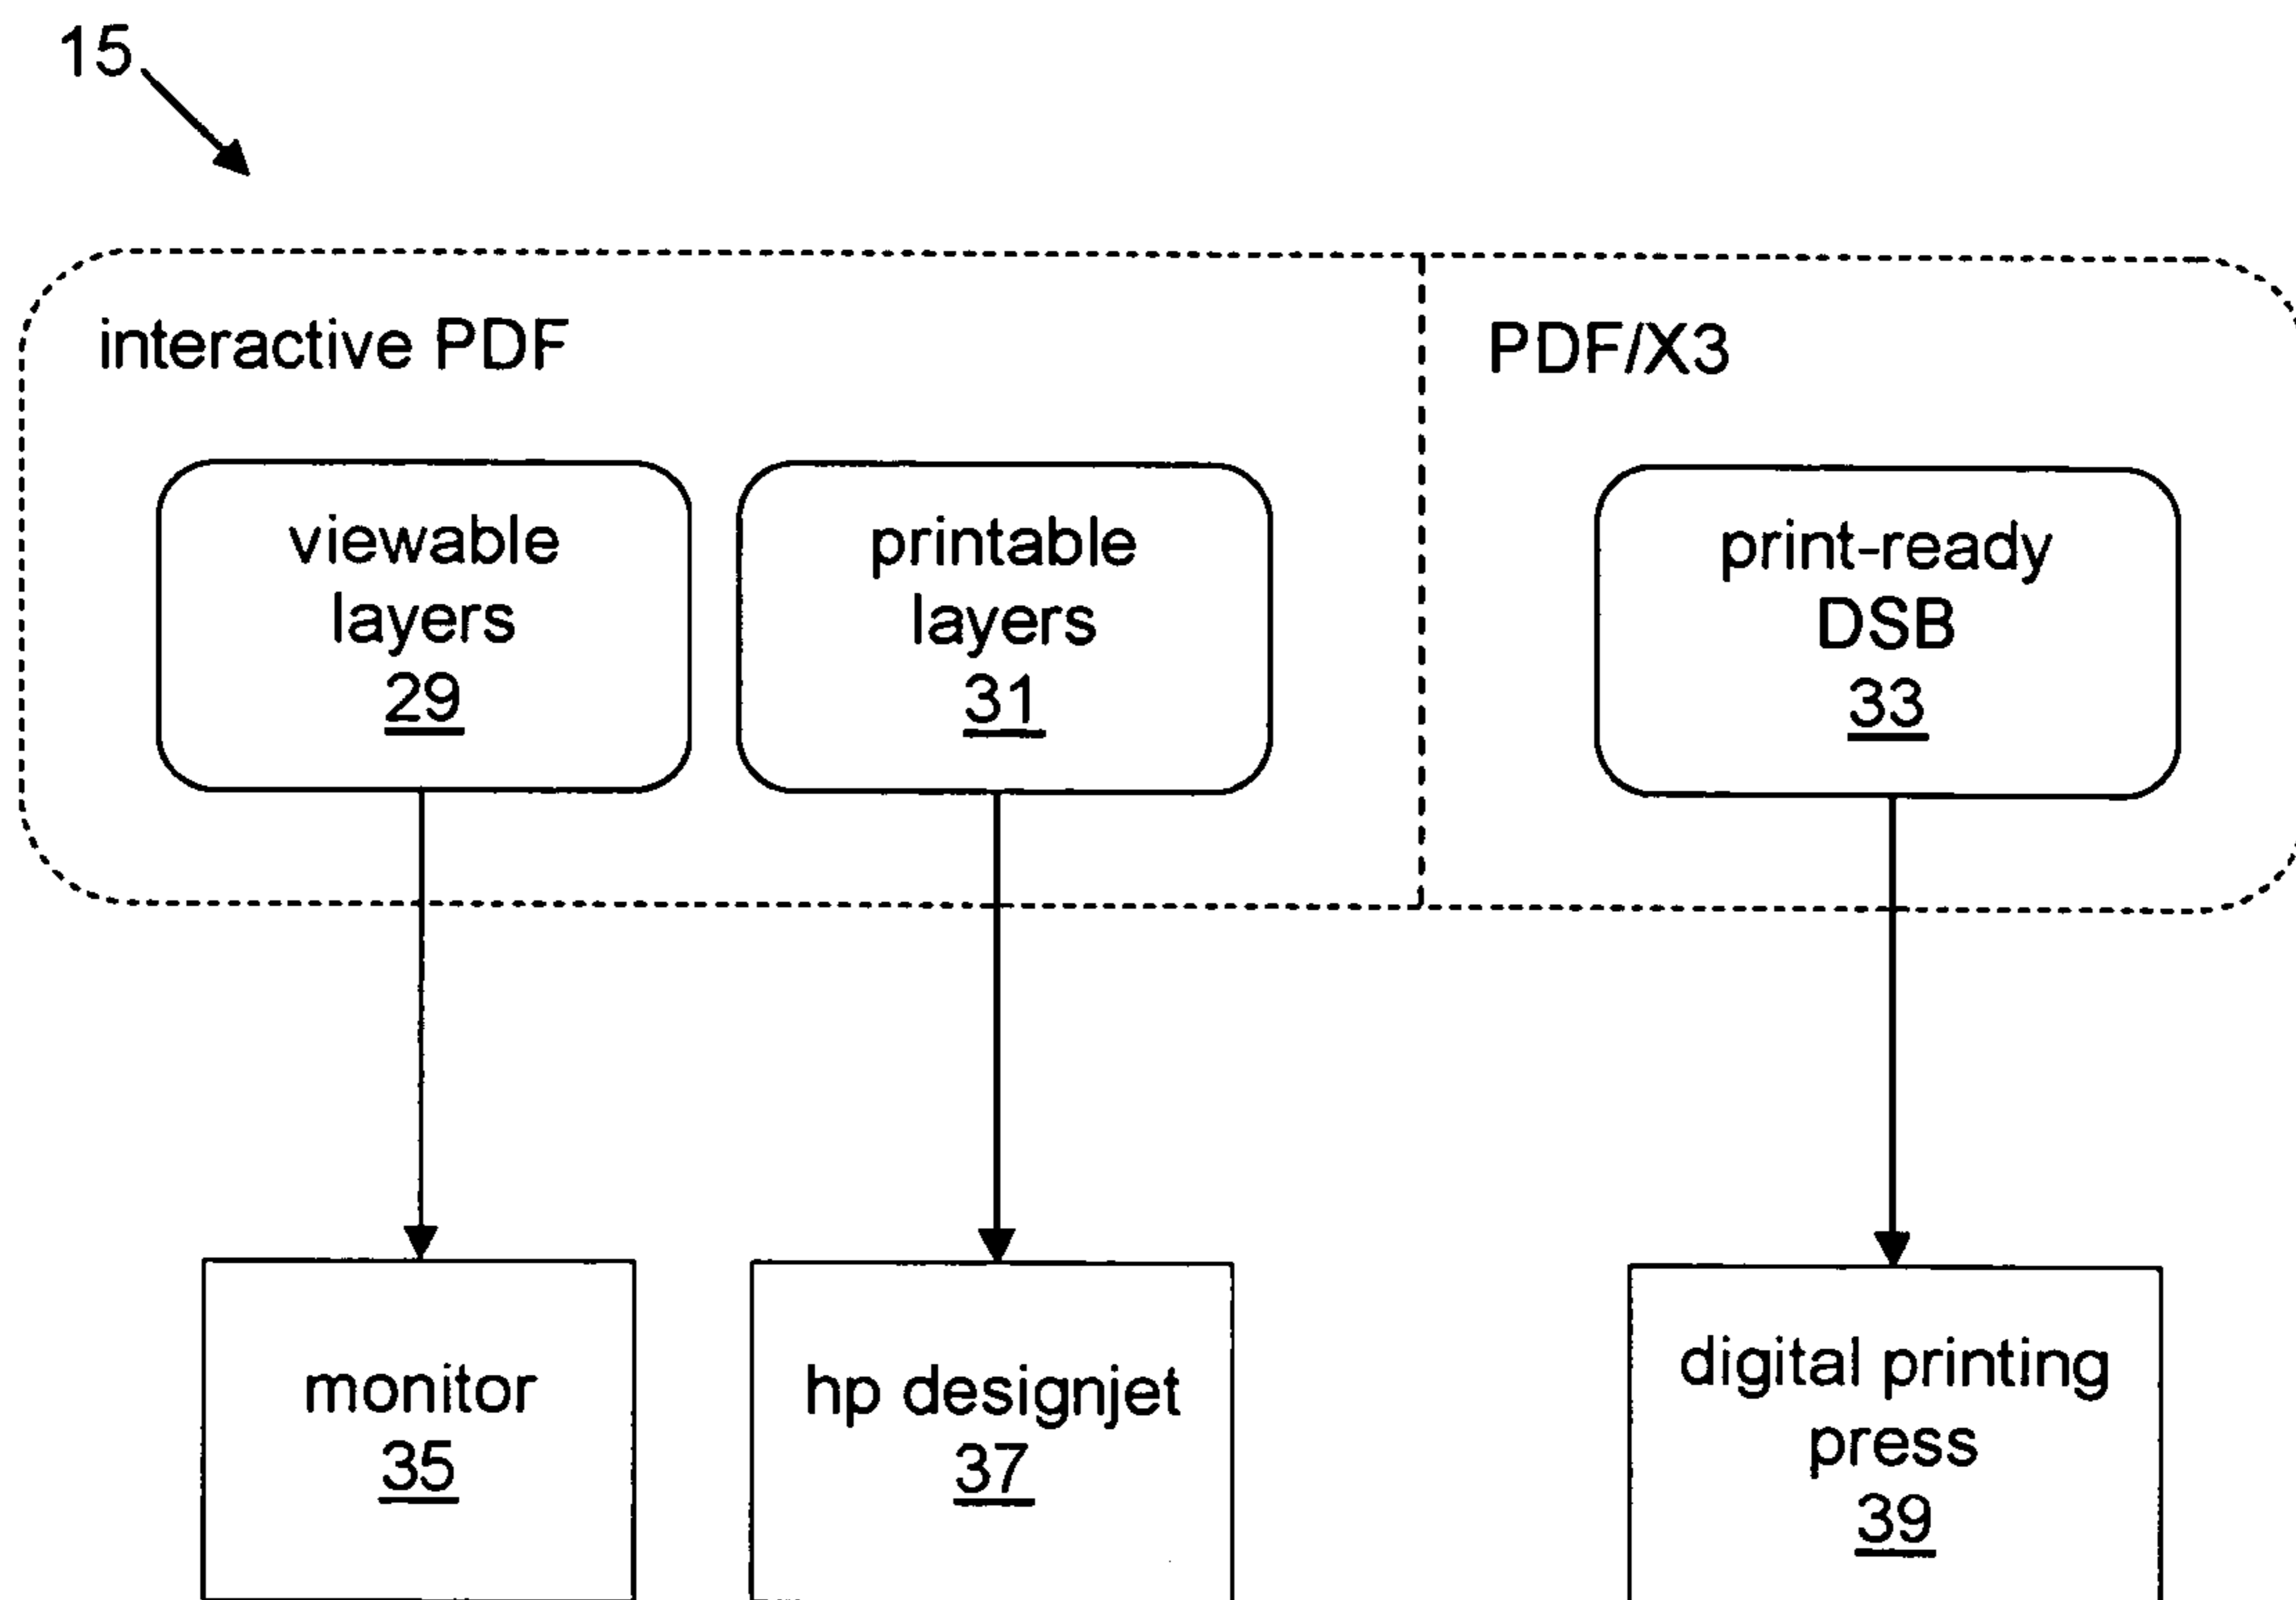 15
interactive PDF
PDF/X3
viewable
layers
29
printable
layers
31
print-ready
DSB
33
monitor
35
hp designjet
37
digital printing
press
39